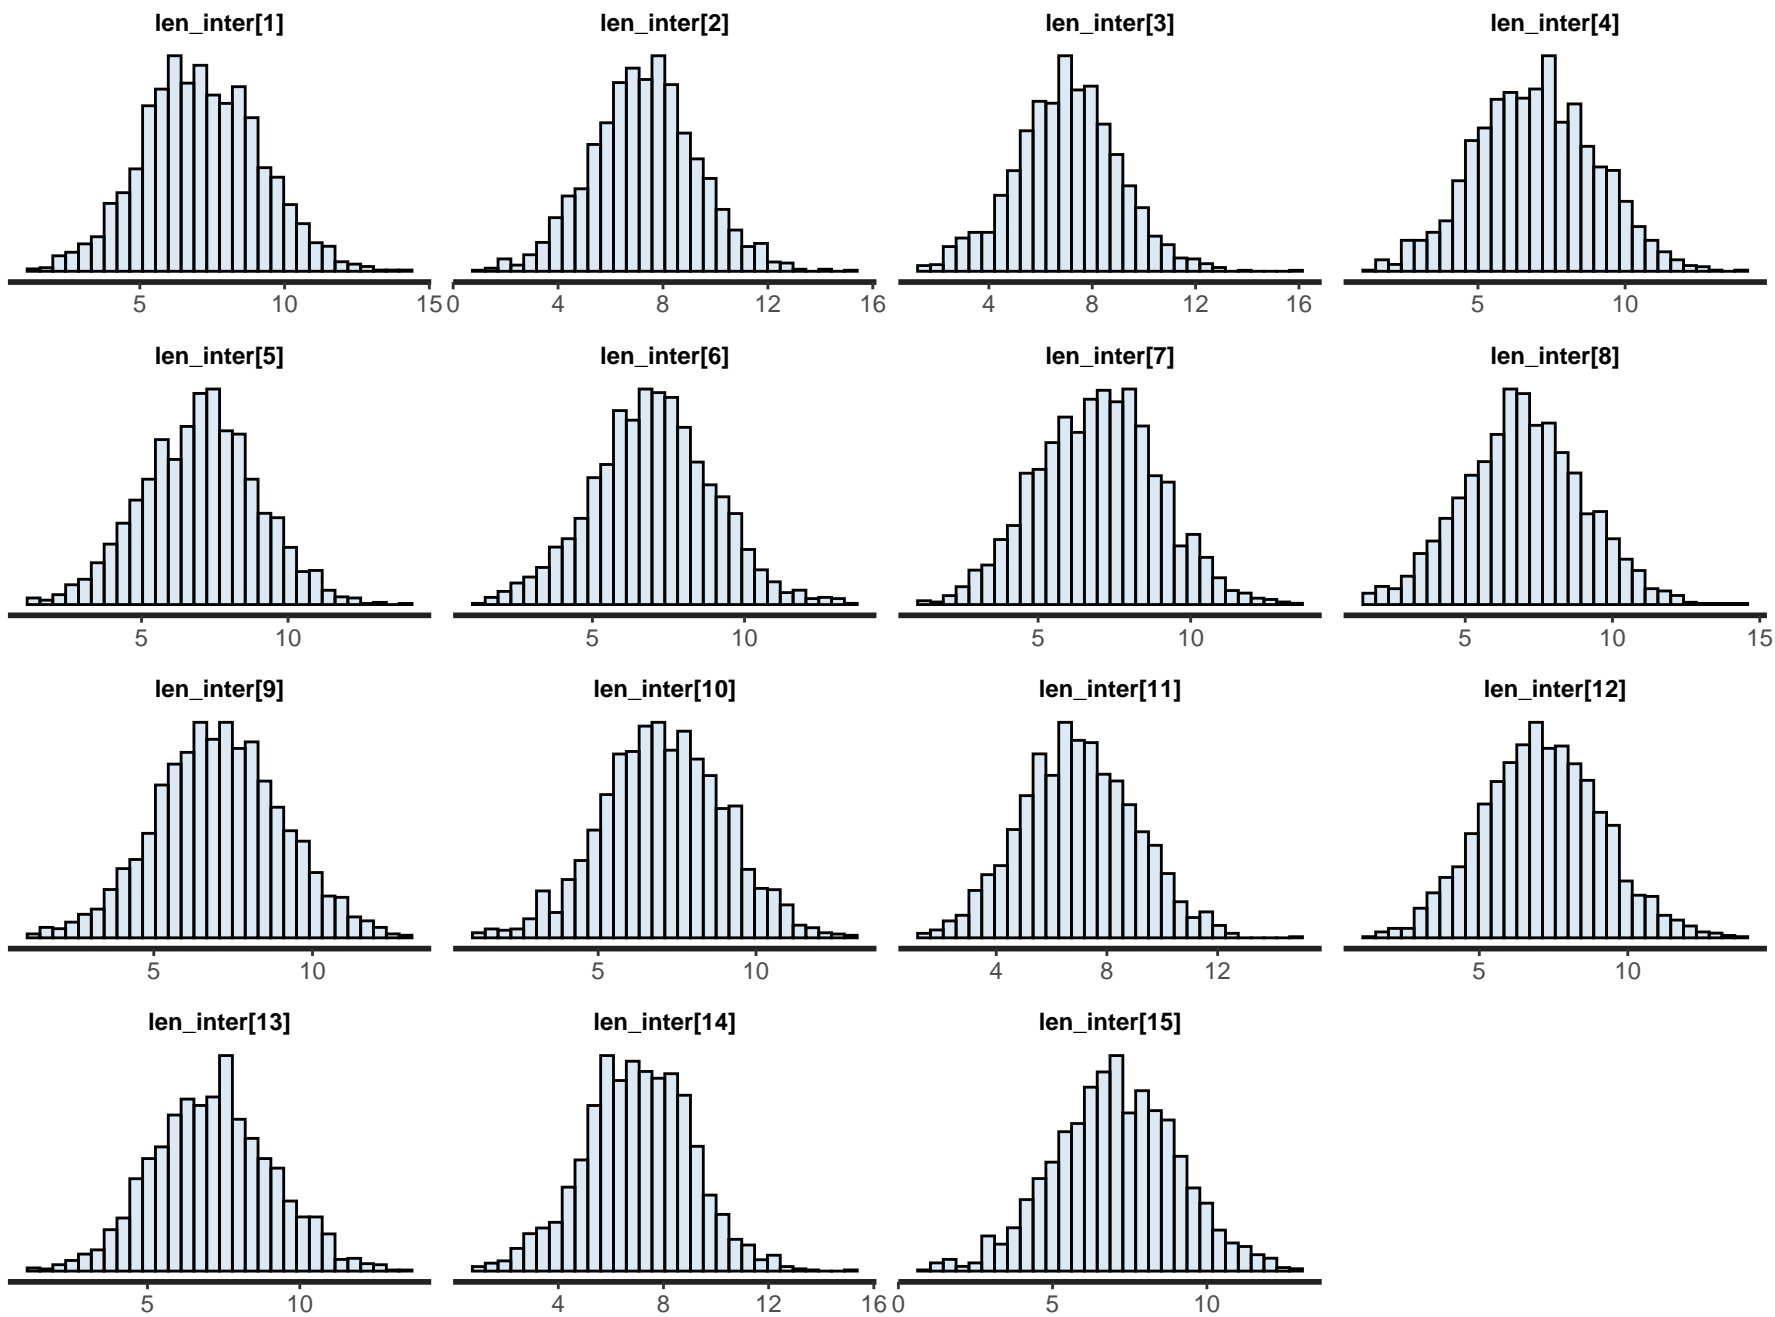 len_inter[1] len_inter[2] len_inter[3] len_inter[4]
5 10 15 0 4 8 12 16 4 8 12 16 5 10
len_inter[5] len_inter[6] len_inter[7] len_inter[8]
5 10 5 10 5 10 5 10 15
len_inter[9] len_inter[10] len_inter[11] len_inter[12]
5 10 5 10 4 8 12 5 10
len_inter[13] len_inter[14] len_inter[15]
5 10 4 8 12 16 0 5 10